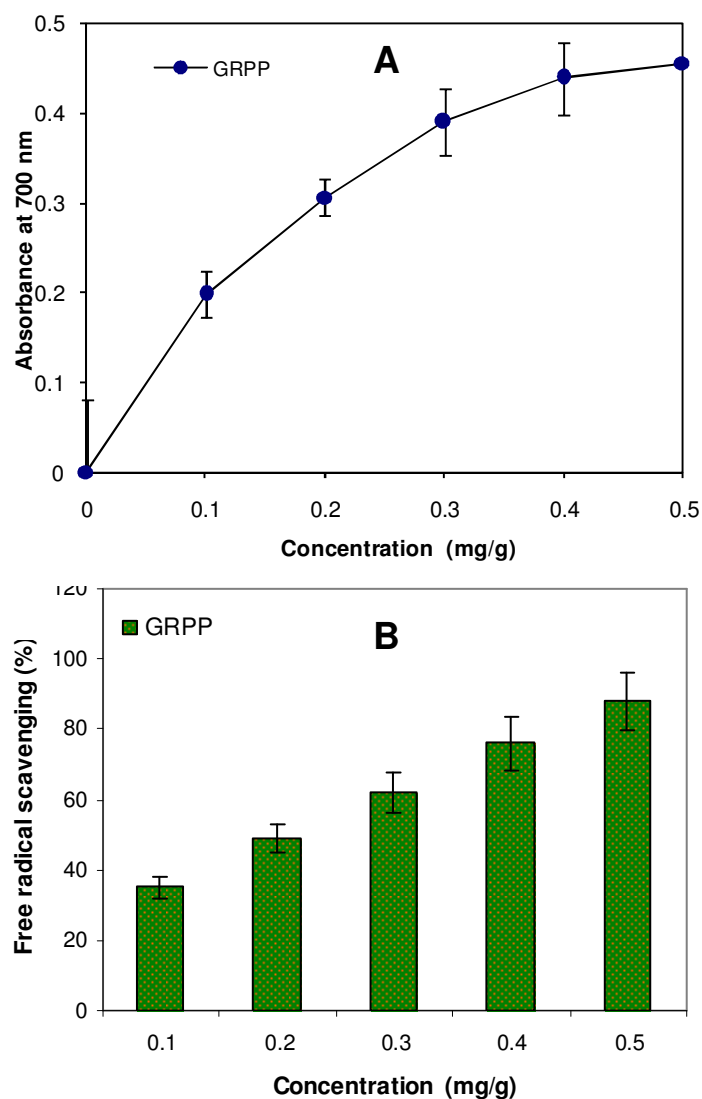 0.5
GRPP
A
0.4
0.3
0.2
0.1
0
Absorbance at 700 nm
0 0.1 0.2 0.3 0.4 0.5
Concentration (mg/g)
120
GRPP
B
100
80
60
40
20
0
Free radical scavenging (%)
0.1 0.2 0.3 0.4 0.5
Concentration (mg/g)